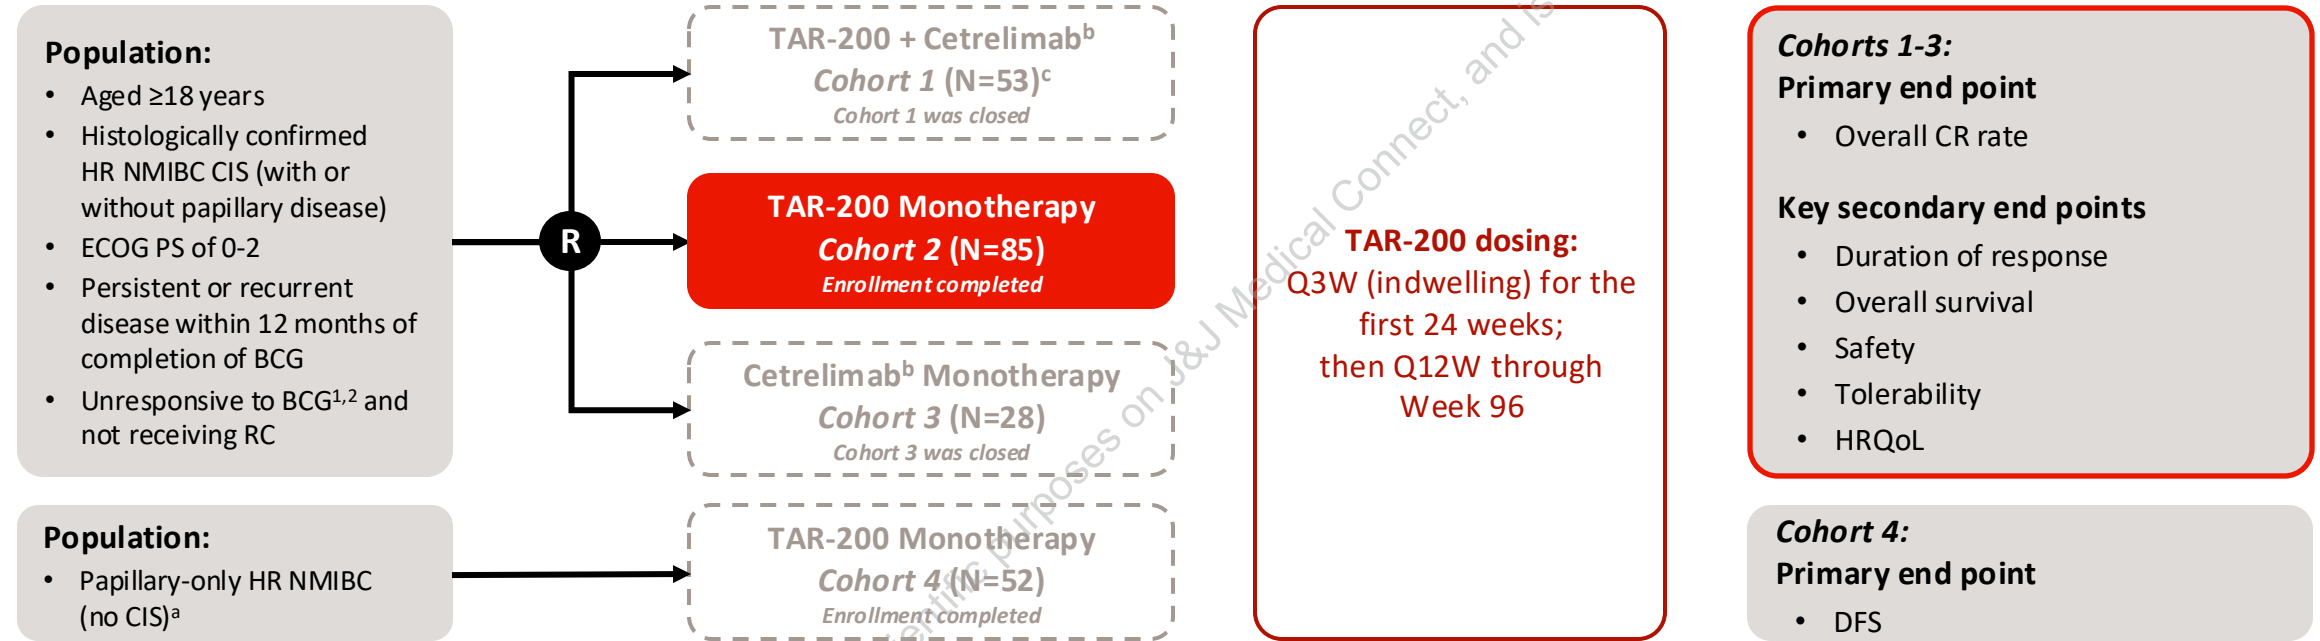 Population:
• Aged ≥18 years
• Histologically confirmed
HR NMIBC CIS (with or
without papillary disease)
• ECOG PS of 0-2
• Persistent or recurrent
disease within 12 months of
completion of BCG
• Unresponsive to BCG1,2 and
not receiving RC
Population:
• Papillary-only HR NMIBC
(no CIS)a
R
TAR-200 + Cetrelimabb
Cohort 1 (N=53)c
Cohort 1 was closed
TAR-200 Monotherapy
Cohort 2 (N=85)
Enrollment completed
Cetrelimabb Monotherapy
Cohort 3 (N=28)
Cohort 3 was closed
TAR-200 Monotherapy
Cohort 4 (N=52)
Enrollment completed
TAR-200 dosing:
Q3W (indwelling) for the
first 24 weeks;
then Q12W through
Week 96
Cohorts 1-3:
Primary end point
• Overall CR rate
Key secondary end points
• Duration of response
• Overall survival
• Safety
• Tolerability
• HRQoL
Cohort 4:
Primary end point
• DFS
purposes on J&J Medical Connect, and is